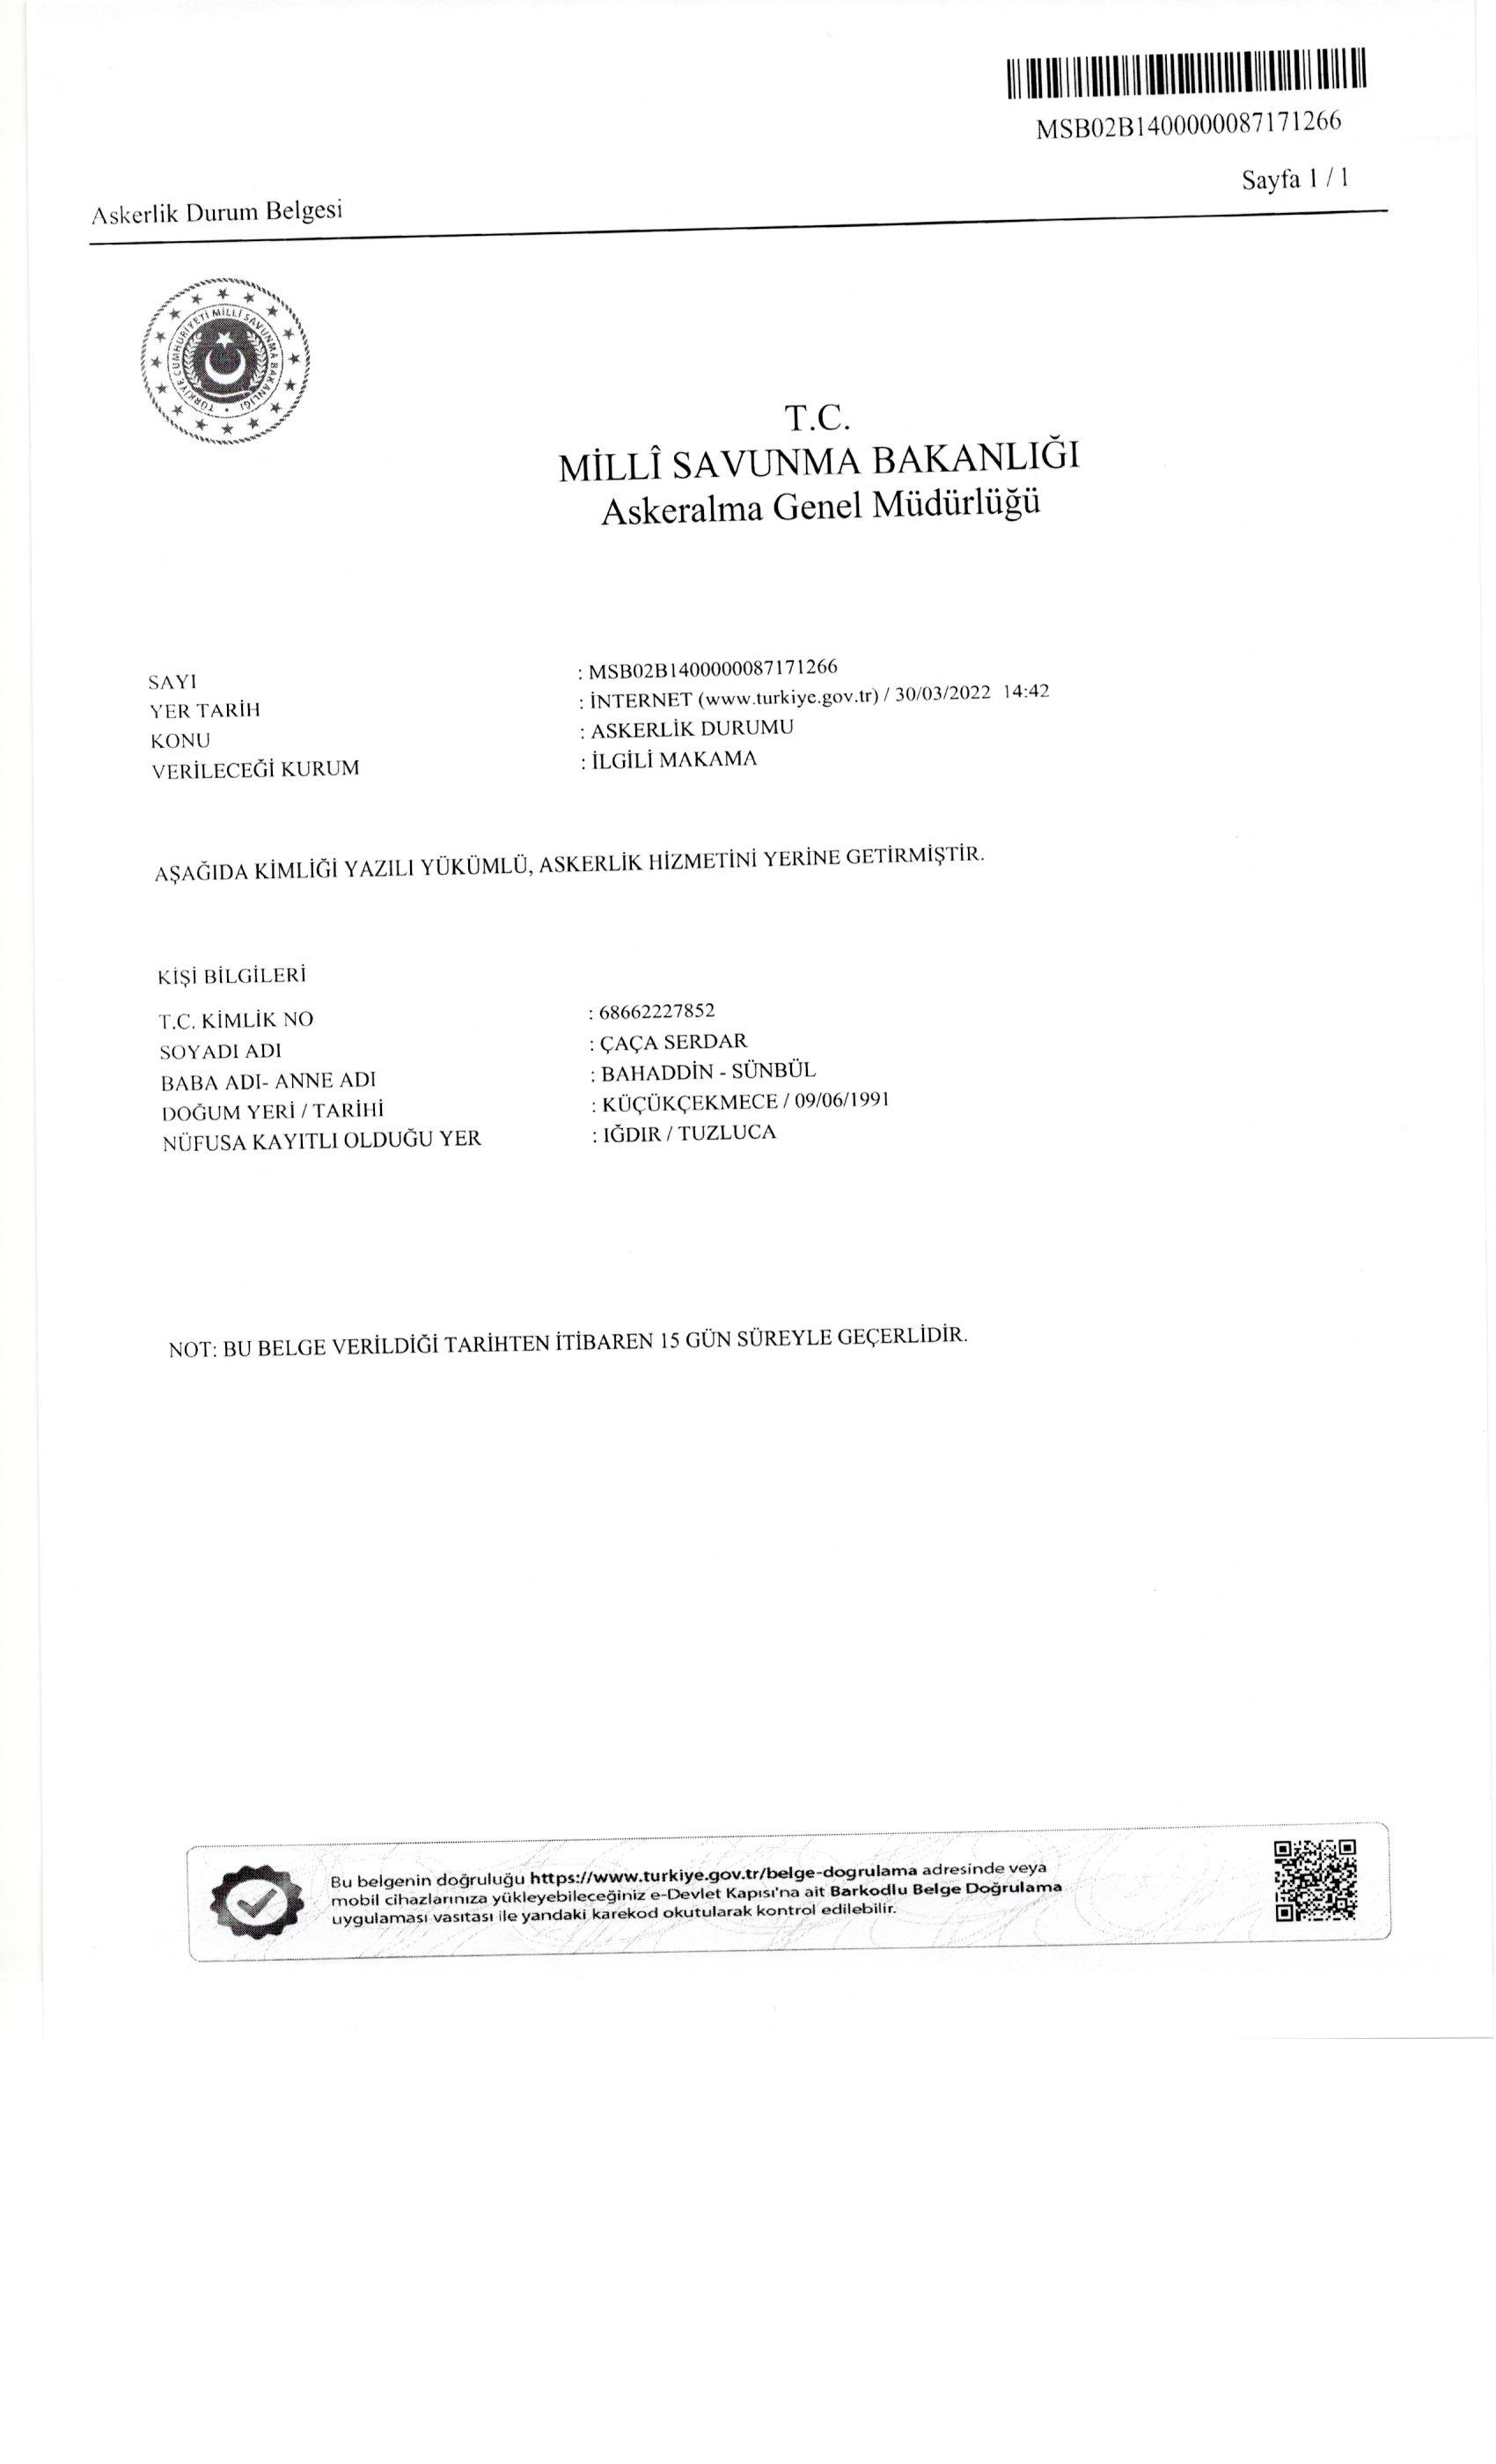 MSB02B1400000087171266
Sayfa 1 / 1
Askerlik Durum Belgesi
TÜRKİYE CUMHURİYETİ MİLLİ SAVUNMA BAKANLIĞI
T.C.
MİLLÎ SAVUNMA BAKANLIĞI
Askeralma Genel Müdürlüğü
SAYI : MSB02B1400000087171266
YER TARİH : İNTERNET (www.turkiye.gov.tr) / 30/03/2022 14:42
KONU : ASKERLİK DURUMU
VERİLECEĞİ KURUM : İLGİLİ MAKAMA
AŞAĞIDA KİMLİĞİ YAZILI YÜKÜMLÜ, ASKERLİK HİZMETİNİ YERİNE GETİRMİŞTİR.
KİŞİ BİLGİLERİ
T.C. KİMLİK NO : 68662227852
SOYADI ADI : ÇAÇA SERDAR
BABA ADI- ANNE ADI : BAHADDİN - SÜNBÜL
DOĞUM YERİ / TARİHİ : KÜÇÜKÇEKMECE / 09/06/1991
NÜFUSA KAYITLI OLDUĞU YER : IĞDIR / TUZLUCA
NOT: BU BELGE VERİLDİĞİ TARİHTEN İTİBAREN 15 GÜN SÜREYLE GEÇERLİDİR.
Bu belgenin doğruluğu https://www.turkiye.gov.tr/belge-dogrulama adresinde veya
mobil cihazlarınıza yükleyebileceğiniz e-Devlet Kapısı'na ait Barkodlu Belge Doğrulama
uygulaması vasıtası ile yandaki karekod okutularak kontrol edilebilir.